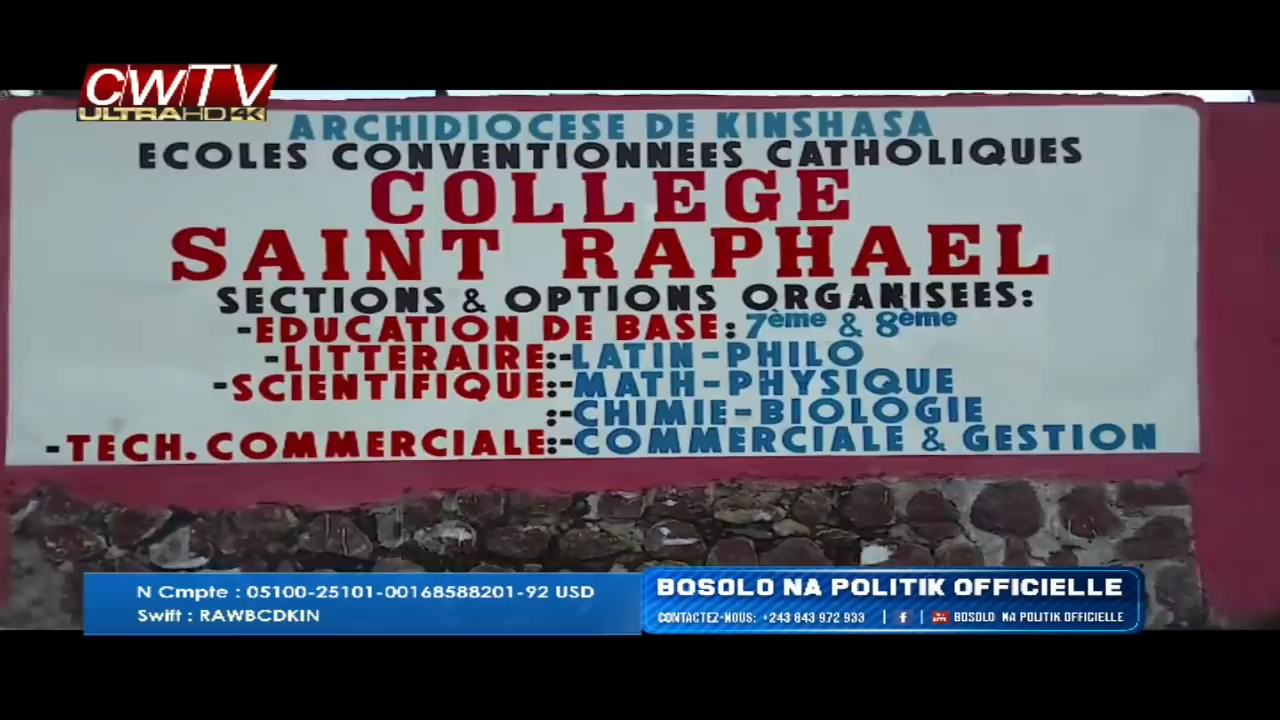 CWTV
ULTRAHD 4K
ARCHIDIOCESE DE KINSHASA
ECOLES CONVENTIONNEES CATHOLIQUES
COLLEGE
SAINT RAPHAEL
SECTIONS & OPTIONS ORGANISEES:
-EDUCATION DE BASE: 7ème & 8ème
-LITTERAIRE:-LATIN-PHILO
-SCIENTIFIQUE:-MATH-PHYSIQUE
:-CHIMIE-BIOLOGIE
-TECH.COMMERCIALE:-COMMERCIALE & GESTION
N Cmpte : 05100-25101-00168588201-92 USD
Swift : RAWBCDKIN
BOSOLO NA POLITIK OFFICIELLE
CONTACTEZ-NOUS: +243 843 972 933 | f | BOSOLO NA POLITIK OFFICIELLE